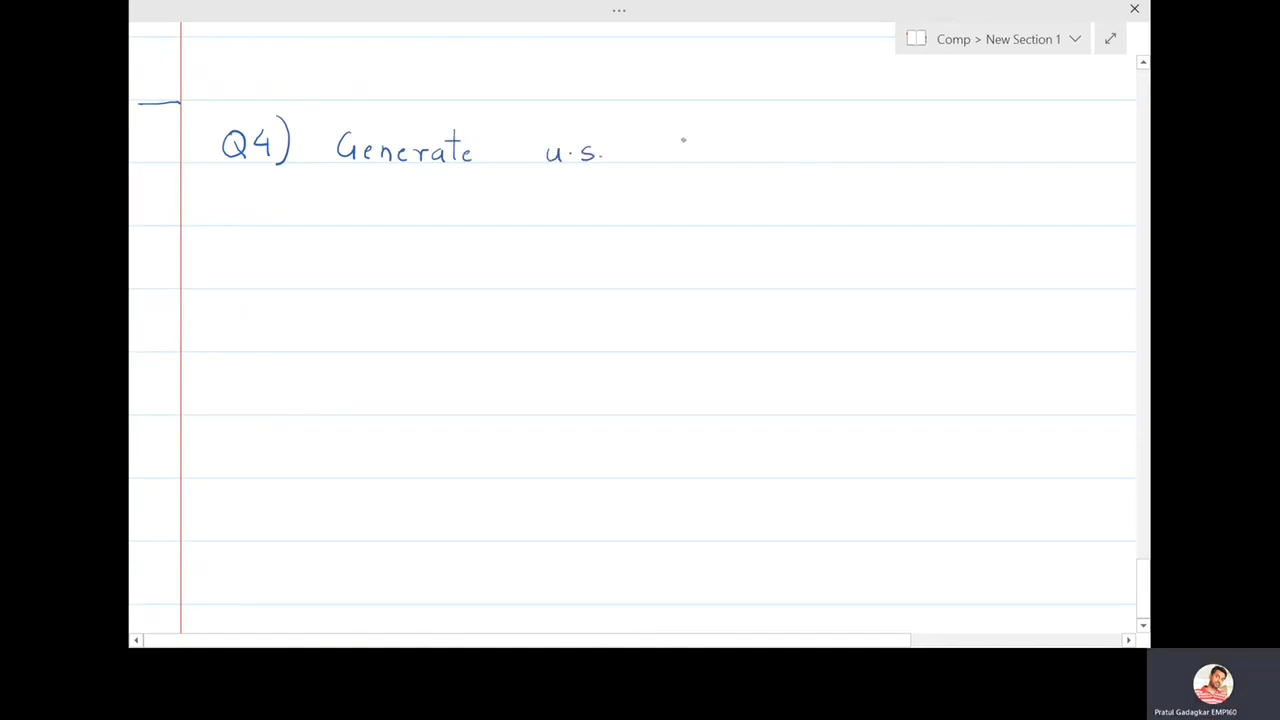 ...
Comp > New Section 1
Q4) Generate u.s.
Pratul Gadagkar EMP160